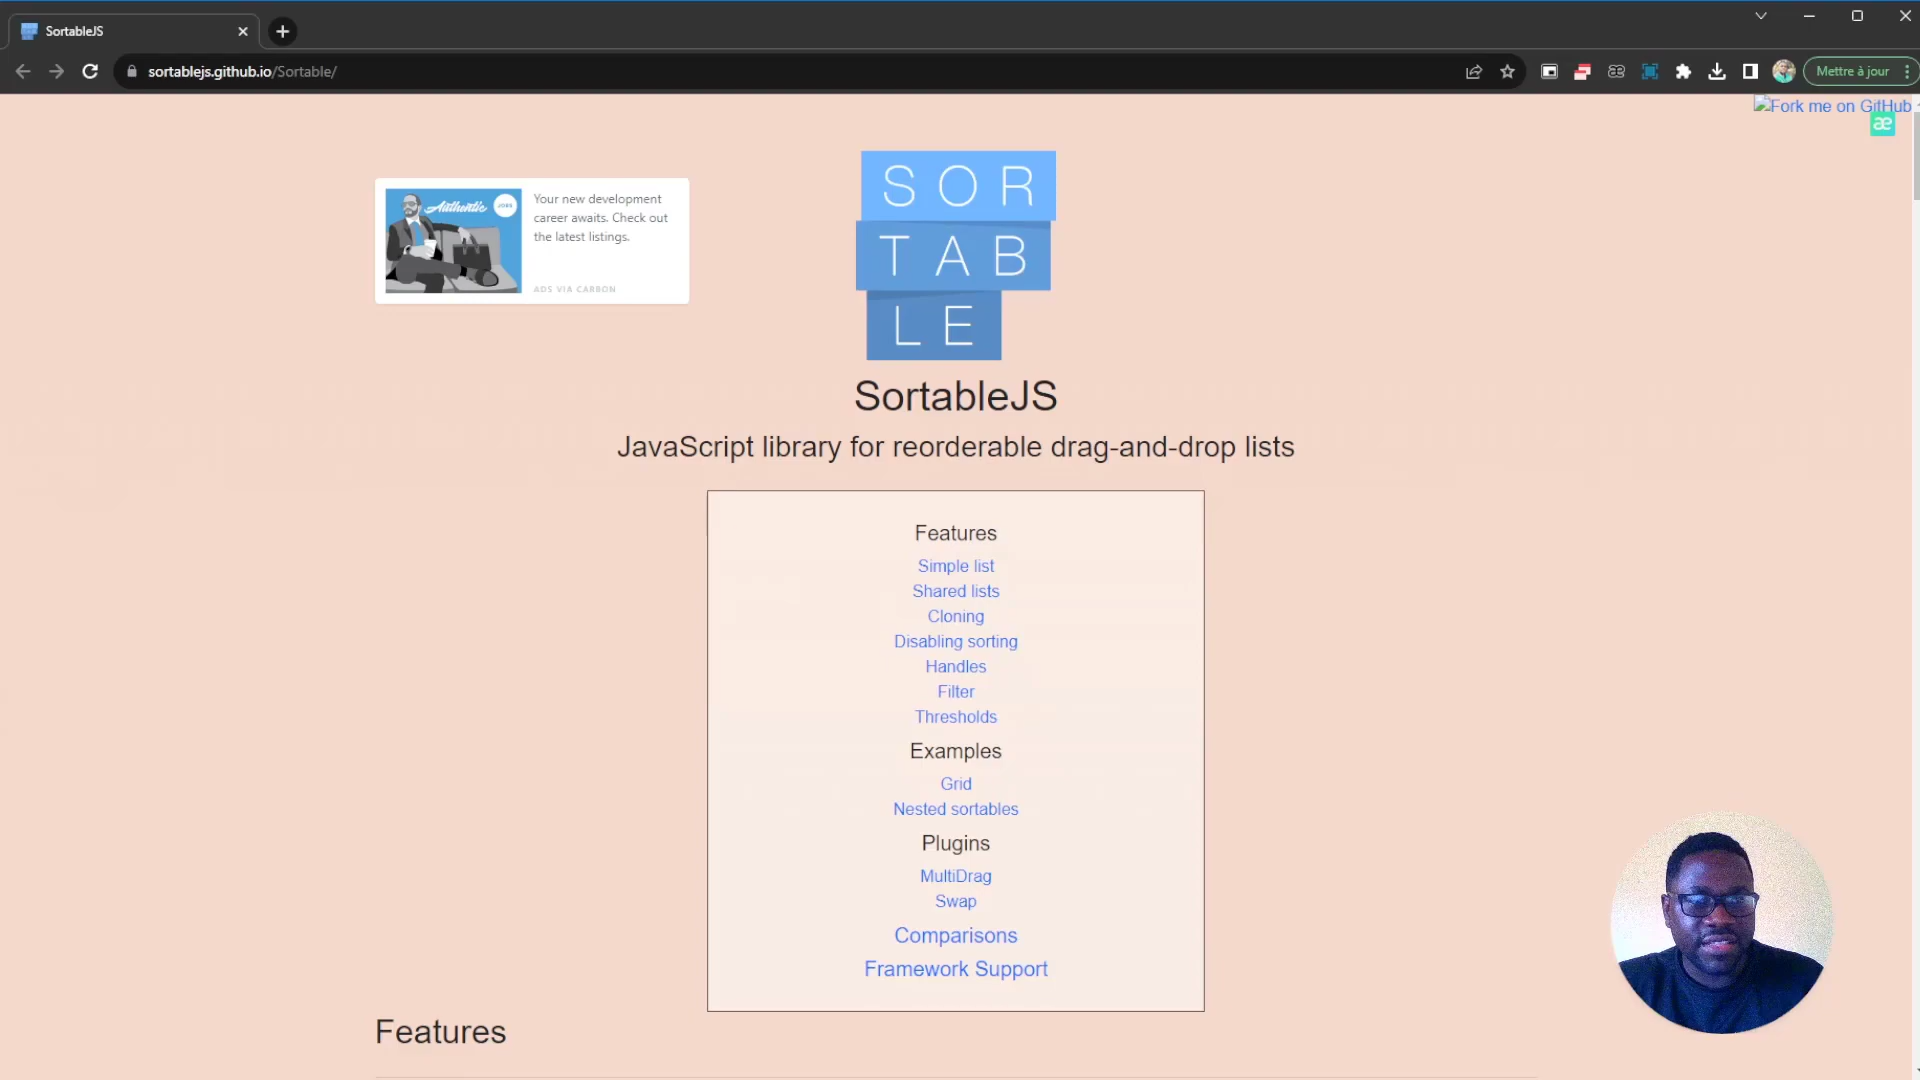 SortableJS
sortablejs.github.io/Sortable/
Mettre à jour
Fork me on GitHub
æ
Authentic
JOBS
Your new development
career awaits. Check out
the latest listings.
ADS VIA CARBON
SOR
TAB
LE
SortableJS
JavaScript library for reorderable drag-and-drop lists
Features
Simple list
Shared lists
Cloning
Disabling sorting
Handles
Filter
Thresholds
Examples
Grid
Nested sortables
Plugins
MultiDrag
Swap
Comparisons
Framework Support
Features